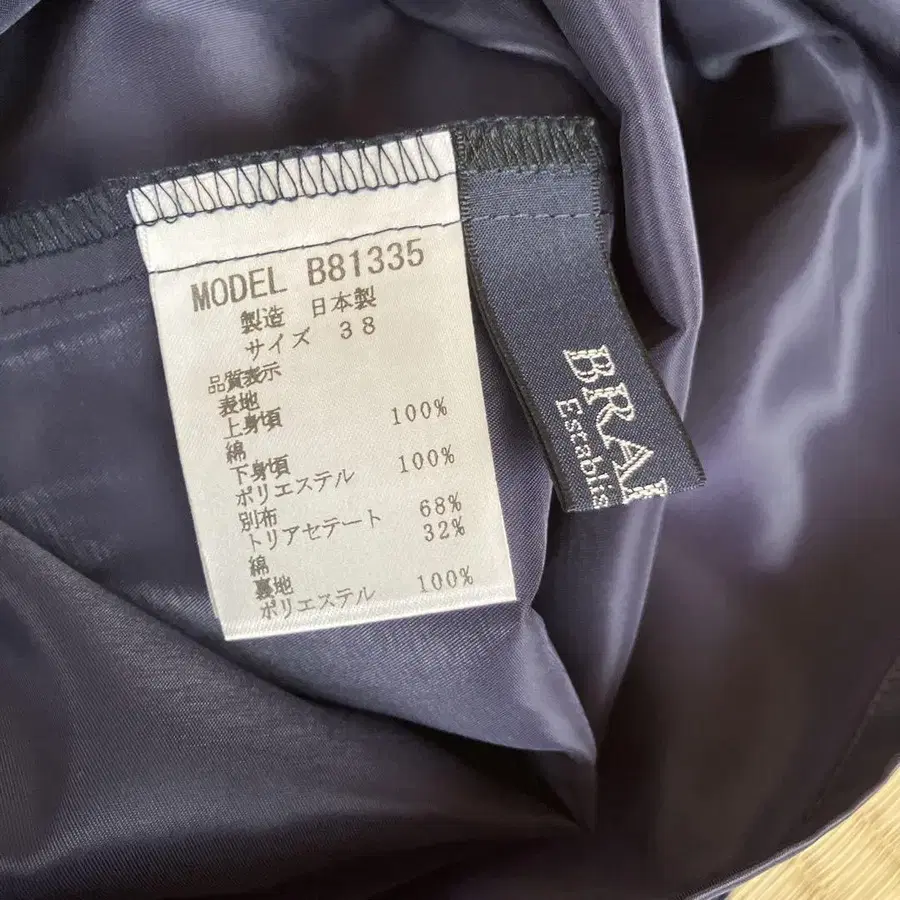 MODEL B81335
製造 日本製
サイズ 38
品質表示
表地
上身頃
綿 100%
下身頃
ポリエステル 100%
別布
トリアセテート 68%
綿 32%
裏地
ポリエステル 100%
BRA
Establis